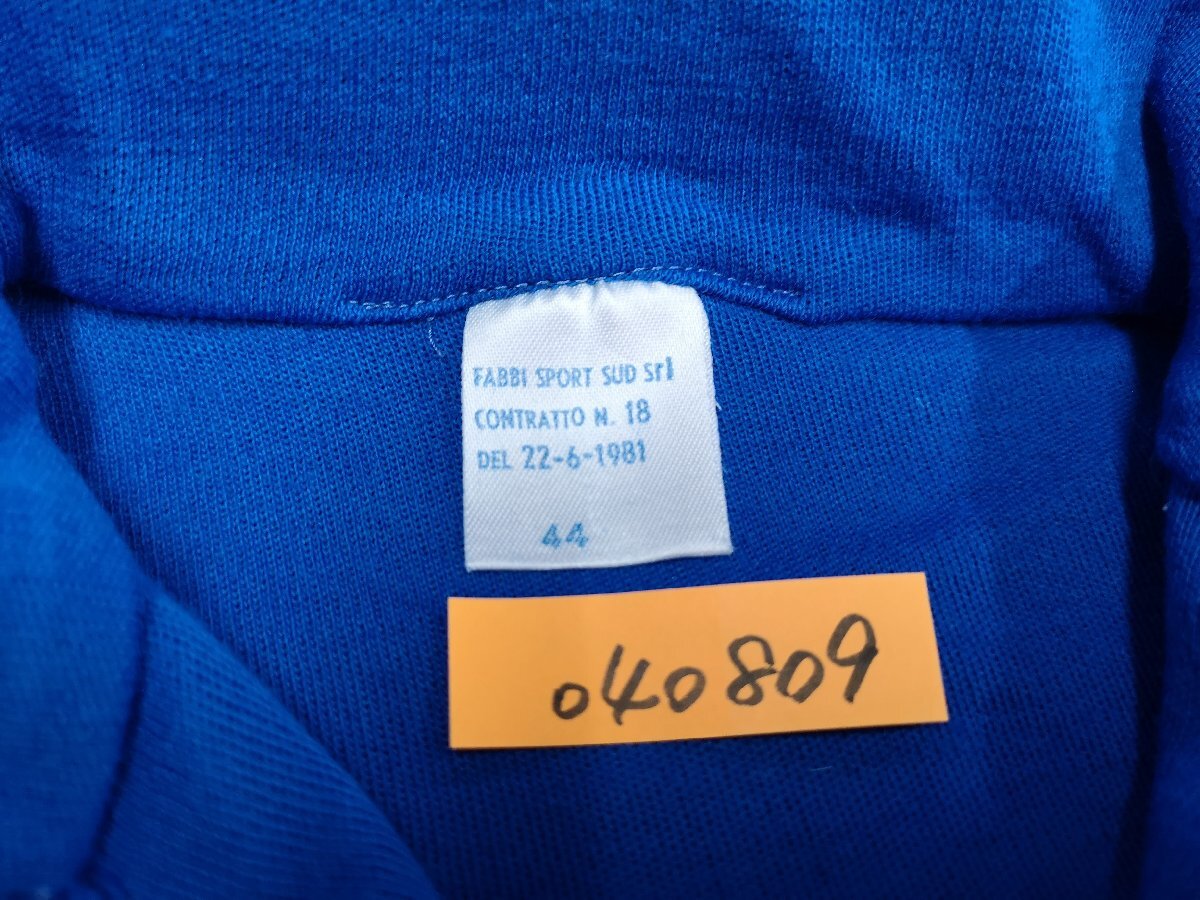 FABBI SPORT SUD Srl
CONTRATTO N. 18
DEL 22-6-1981
44
040809